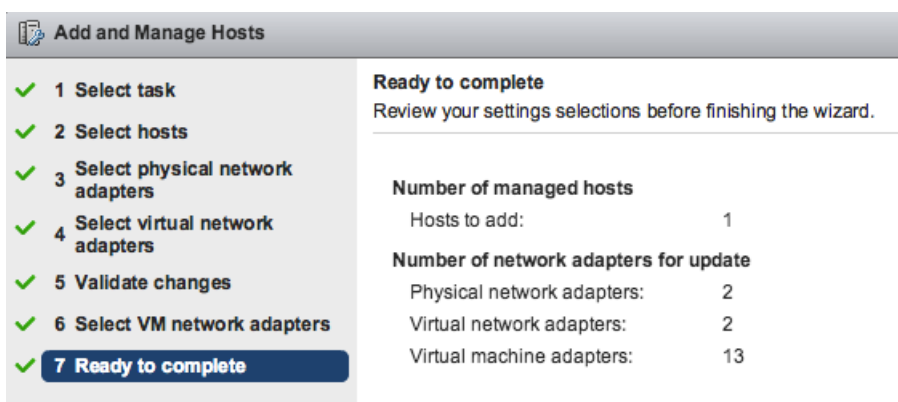 Add and Manage Hosts
1 Select task
2 Select hosts
3 Select physical network
adapters
4 Select virtual network
adapters
5 Validate changes
6 Select VM network adapters
7 Ready to complete
Ready to complete
Review your settings selections before finishing the wizard.
Number of managed hosts
Hosts to add: 1
Number of network adapters for update
Physical network adapters: 2
Virtual network adapters: 2
Virtual machine adapters: 13